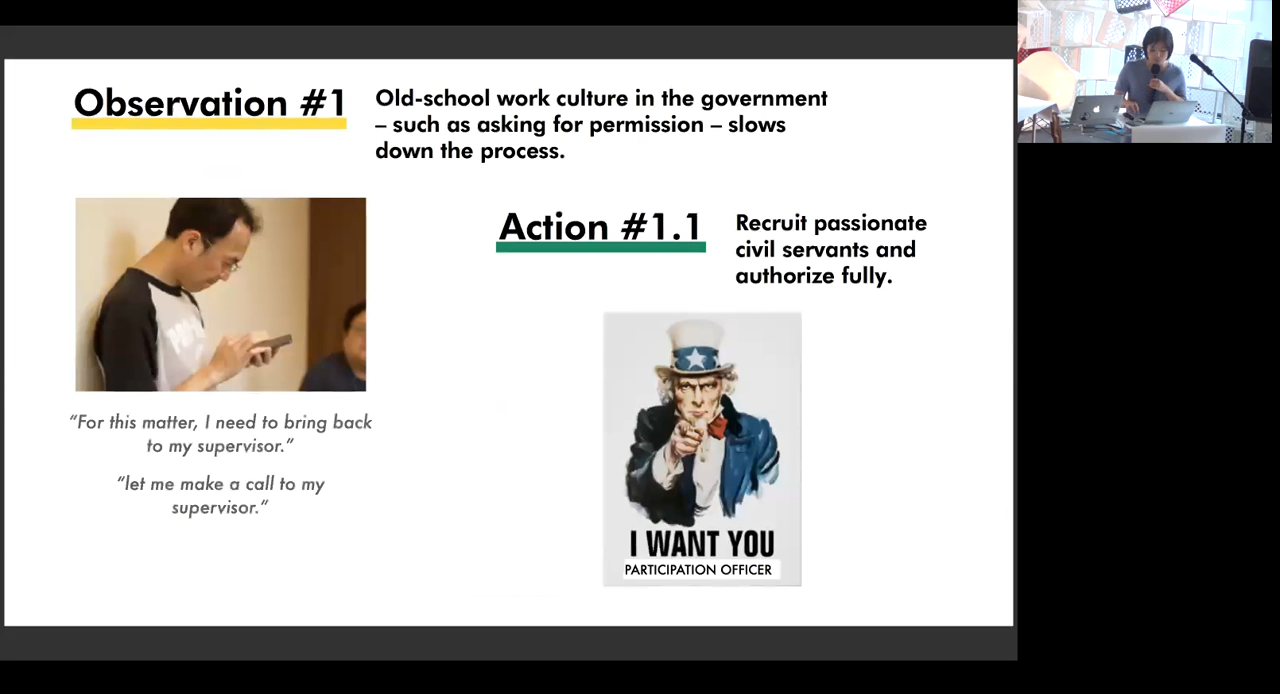 Observation #1
Old-school work culture in the government
– such as asking for permission – slows
down the process.
Action #1.1
Recruit passionate
civil servants and
authorize fully.
“For this matter, I need to bring back
to my supervisor.”
“let me make a call to my
supervisor.”
I WANT YOU
PARTICIPATION OFFICER